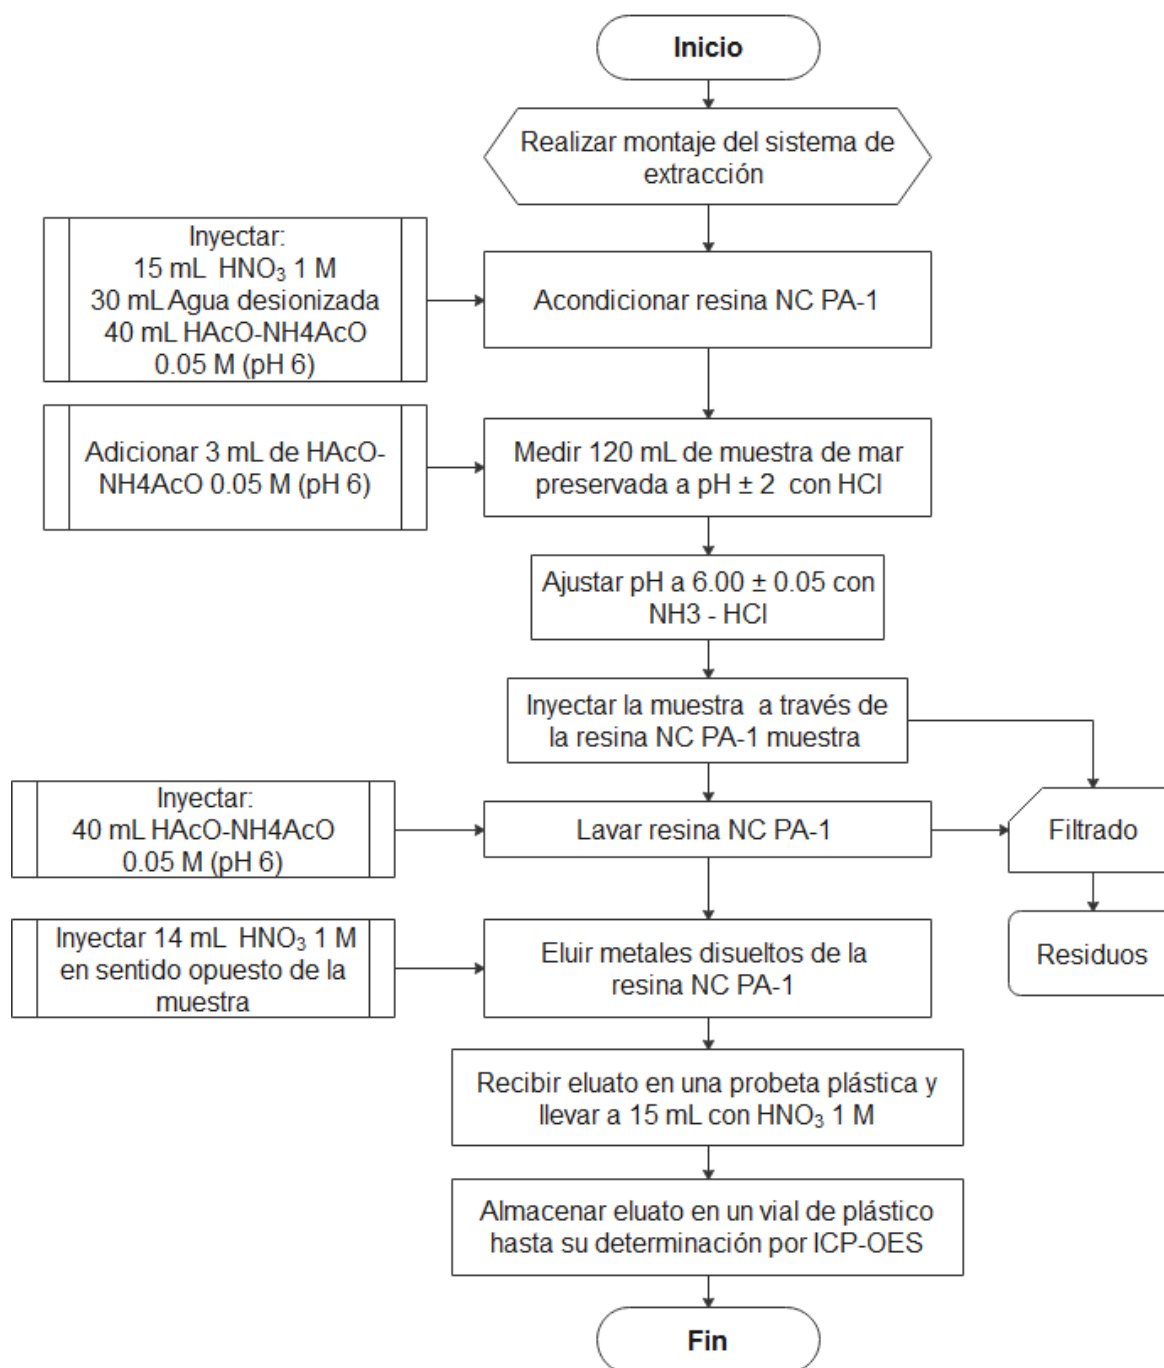 Inicio
Realizar montaje del sistema de
extracción
Inyectar:
15 mL HNO₃ 1 M
30 mL Agua desionizada
40 mL HAcO-NH4AcO
0.05 M (pH 6)
Acondicionar resina NC PA-1
Adicionar 3 mL de HAcO-
NH4AcO 0.05 M (pH 6)
Medir 120 mL de muestra de mar
preservada a pH ± 2 con HCl
Ajustar pH a 6.00 ± 0.05 con
NH3 - HCl
Inyectar la muestra a través de
la resina NC PA-1 muestra
Inyectar:
40 mL HAcO-NH4AcO
0.05 M (pH 6)
Lavar resina NC PA-1
Filtrado
Residuos
Inyectar 14 mL HNO₃ 1 M
en sentido opuesto de la
muestra
Eluir metales disueltos de la
resina NC PA-1
Recibir eluato en una probeta plástica y
llevar a 15 mL con HNO₃ 1 M
Almacenar eluato en un vial de plástico
hasta su determinación por ICP-OES
Fin